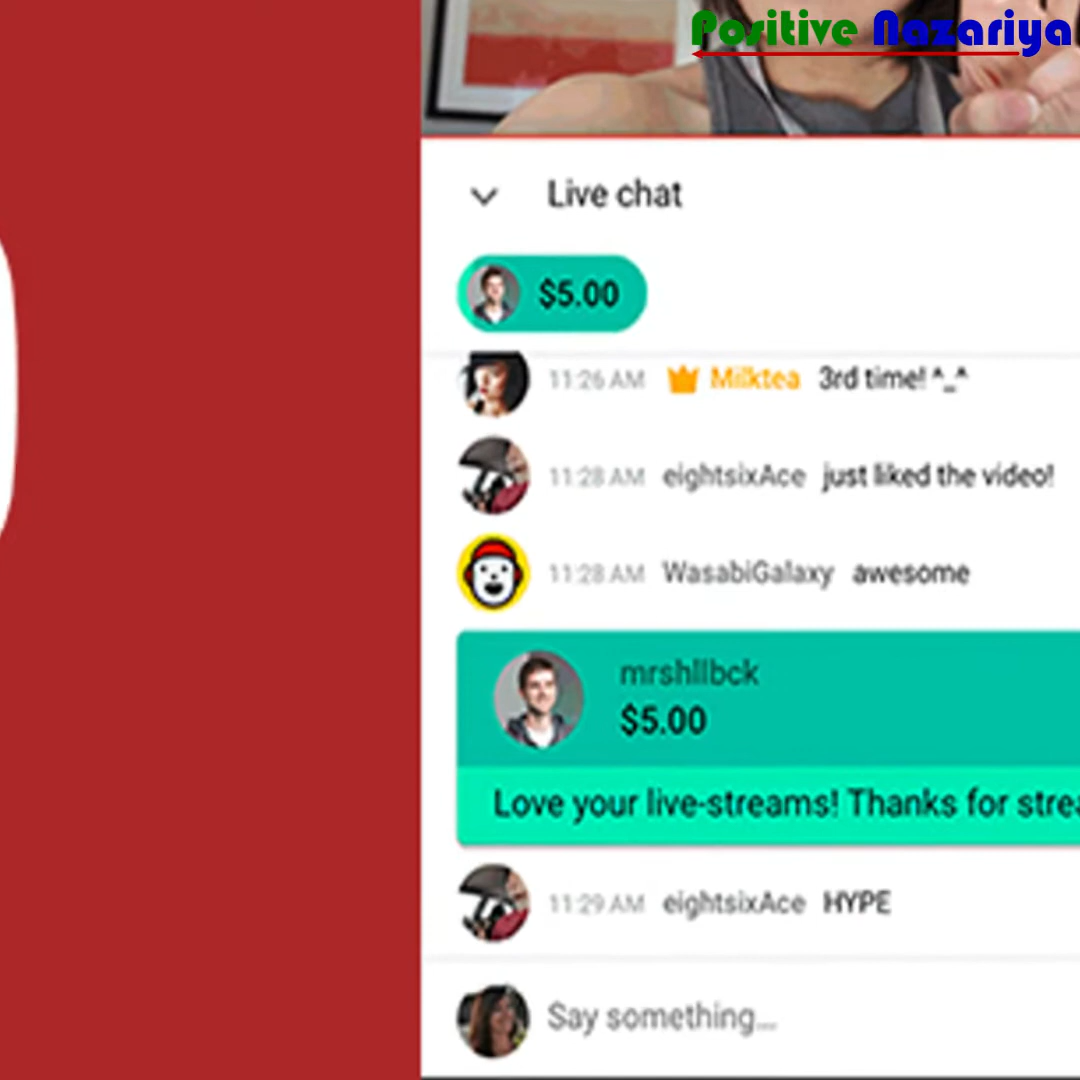 Positive Nazariya
Live chat
$5.00
11:26 AM Milktea 3rd time! ^_^
11:28 AM eightsixAce just liked the video!
11:28 AM WasabiGalaxy awesome
mrshllbck
$5.00
Love your live-streams! Thanks for strea
11:29 AM eightsixAce HYPE
Say something...